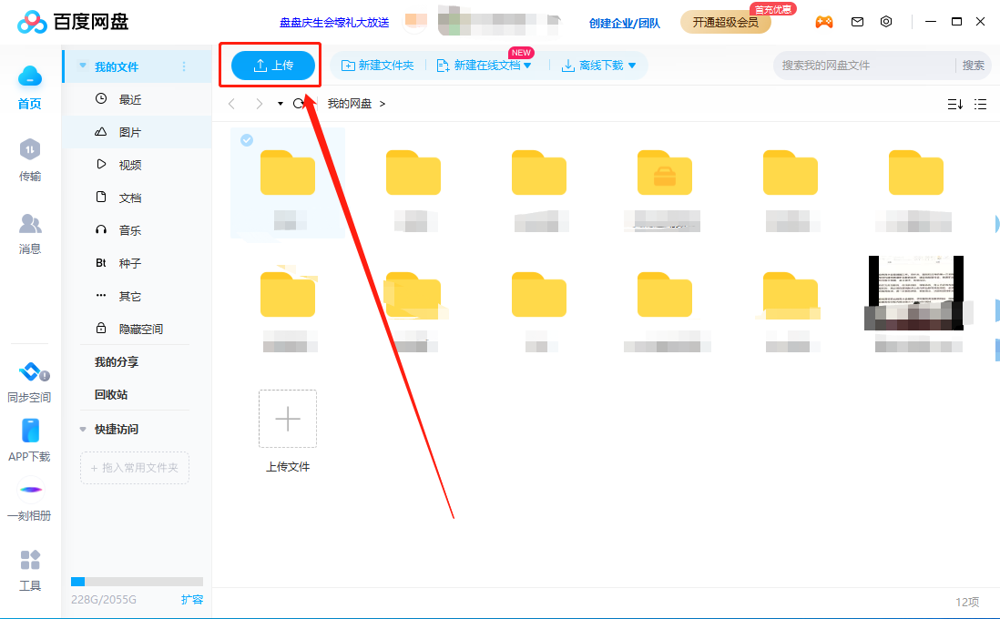 百度网盘
盘盘庆生会壕礼大放送
创建企业/团队
开通超级会员
首充优惠
首页
传输
消息
同步空间
APP下载
一刻相册
工具
我的文件
最近
图片
视频
文档
音乐
Bt 种子
其它
隐藏空间
我的分享
回收站
快捷访问
+ 拖入常用文件夹
228G/2055G 扩容
上传
新建文件夹
新建在线文档
NEW
离线下载
搜索我的网盘文件 搜索
我的网盘 >
上传文件
12项